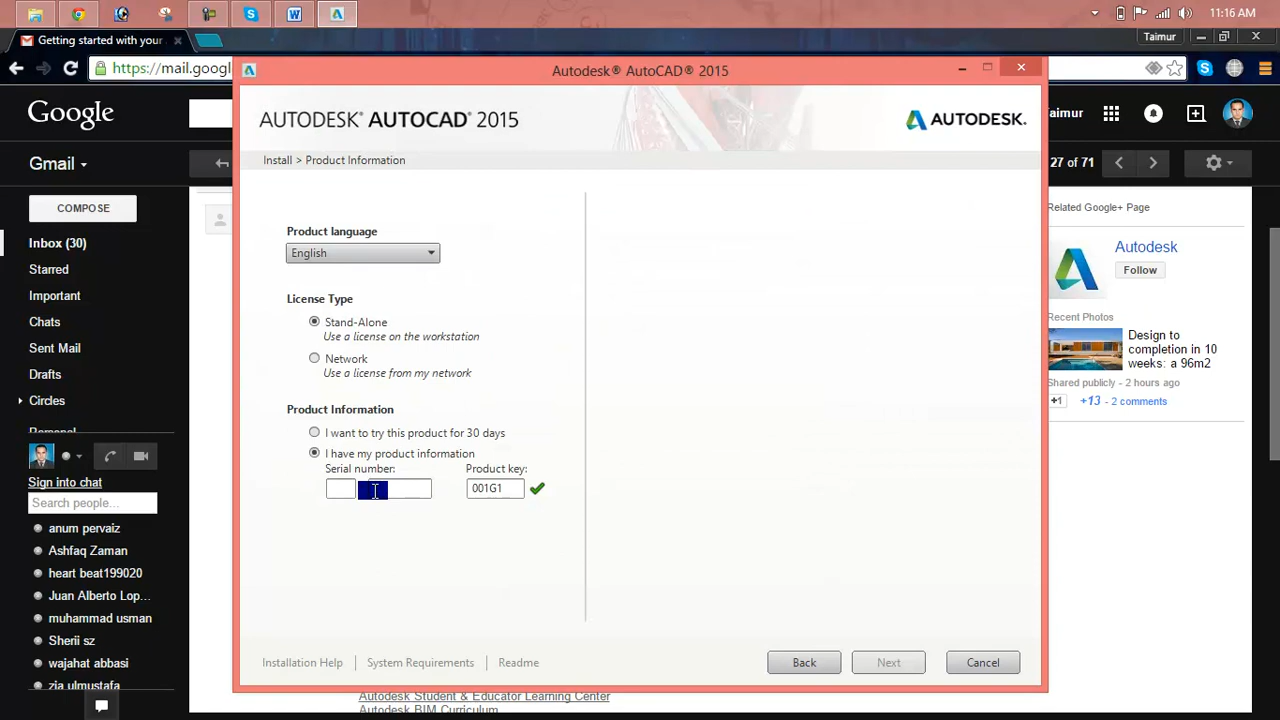 11:16 AM
Getting started with your
Taimur
https://mail.googl
Autodesk® AutoCAD® 2015
Google
AUTODESK® AUTOCAD® 2015
AUTODESK.
Taimur
Install > Product Information
Gmail
27 of 71
COMPOSE
Related Google+ Page
Inbox (30)
Starred
Important
Chats
Sent Mail
Drafts
Circles
Personal
Autodesk
Follow
Recent Photos
Design to
completion in 10
weeks: a 96m2
Shared publicly - 2 hours ago
+1
+13 - 2 comments
Product language
English
License Type
Stand-Alone
Use a license on the workstation
Network
Use a license from my network
Product Information
I want to try this product for 30 days
I have my product information
Serial number:
Product key:
001G1
Sign into chat
Search people...
anum pervaiz
Ashfaq Zaman
heart beat199020
Juan Alberto Lop...
muhammad usman
Sherii sz
wajahat abbasi
zia ulmustafa
Installation Help
System Requirements
Readme
Back
Next
Cancel
Autodesk Student & Educator Learning Center
Autodesk BIM Curriculum